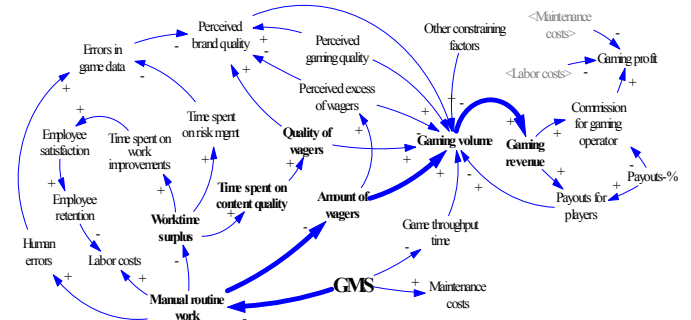 <Maintenance
costs>
Perceived
brand quality
Other constraining
factors
Errors in
game data
Perceived
gaming quality
Gaming profit
<Labor costs>
Perceived excess
of wagers
Commission
for gaming
operator
Time spent
on risk mgmt
Employee
satisfaction
Time spent on
work
improvements
Quality of
wagers
Gaming volume
Gaming
revenue
Payouts-%
Time spent on
content quality
Employee
retention
Amount of
wagers
Payouts for
players
Worktime
surplus
Game throughput
time
Human
errors
Labor costs
GMS
Maintenance
costs
Manual routine
work